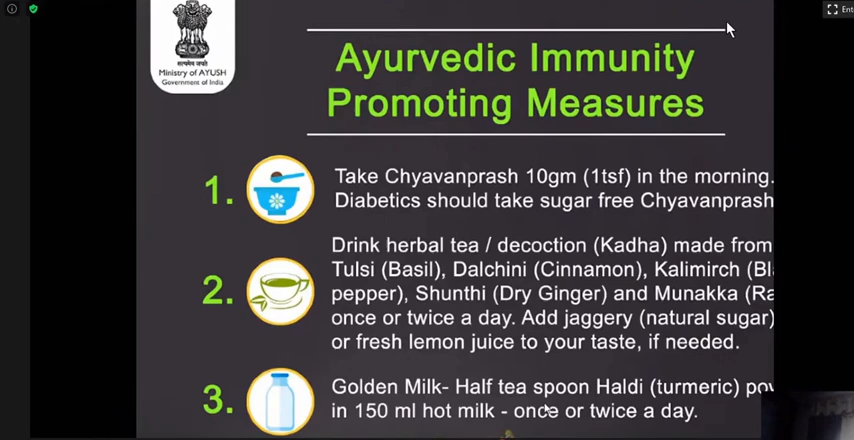 Ent
सत्यमेव जयते
Ministry of AYUSH
Government of India
Ayurvedic Immunity
Promoting Measures
1.
Take Chyavanprash 10gm (1tsf) in the morning.
Diabetics should take sugar free Chyavanprash
2.
Drink herbal tea / decoction (Kadha) made from
Tulsi (Basil), Dalchini (Cinnamon), Kalimirch (Bl
pepper), Shunthi (Dry Ginger) and Munakka (Ra
once or twice a day. Add jaggery (natural sugar)
or fresh lemon juice to your taste, if needed.
3.
Golden Milk- Half tea spoon Haldi (turmeric) pov
in 150 ml hot milk - once or twice a day.